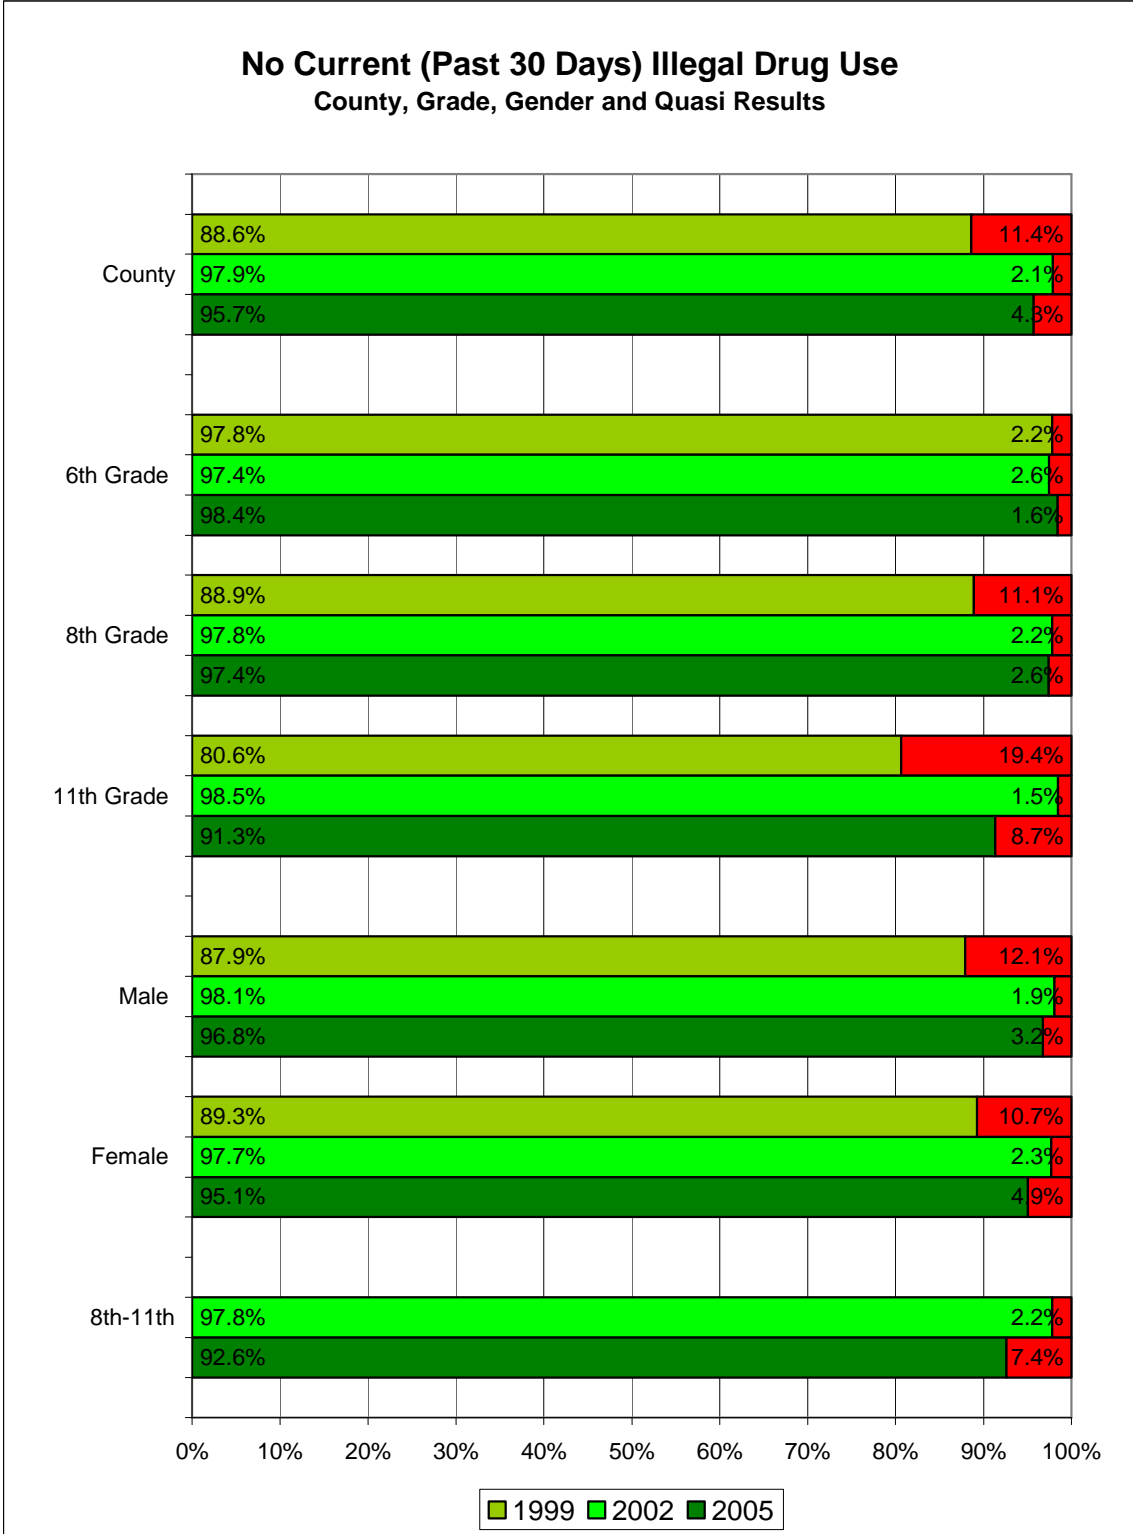 No Current (Past 30 Days) Illegal Drug Use
County, Grade, Gender and Quasi Results
88.6% 11.4%
County 97.9% 2.1%
95.7% 4.3%
97.8% 2.2%
6th Grade 97.4% 2.6%
98.4% 1.6%
88.9% 11.1%
8th Grade 97.8% 2.2%
97.4% 2.6%
80.6% 19.4%
11th Grade 98.5% 1.5%
91.3% 8.7%
87.9% 12.1%
Male 98.1% 1.9%
96.8% 3.2%
89.3% 10.7%
Female 97.7% 2.3%
95.1% 4.9%
8th-11th 97.8% 2.2%
92.6% 7.4%
0% 10% 20% 30% 40% 50% 60% 70% 80% 90% 100%
1999 2002 2005